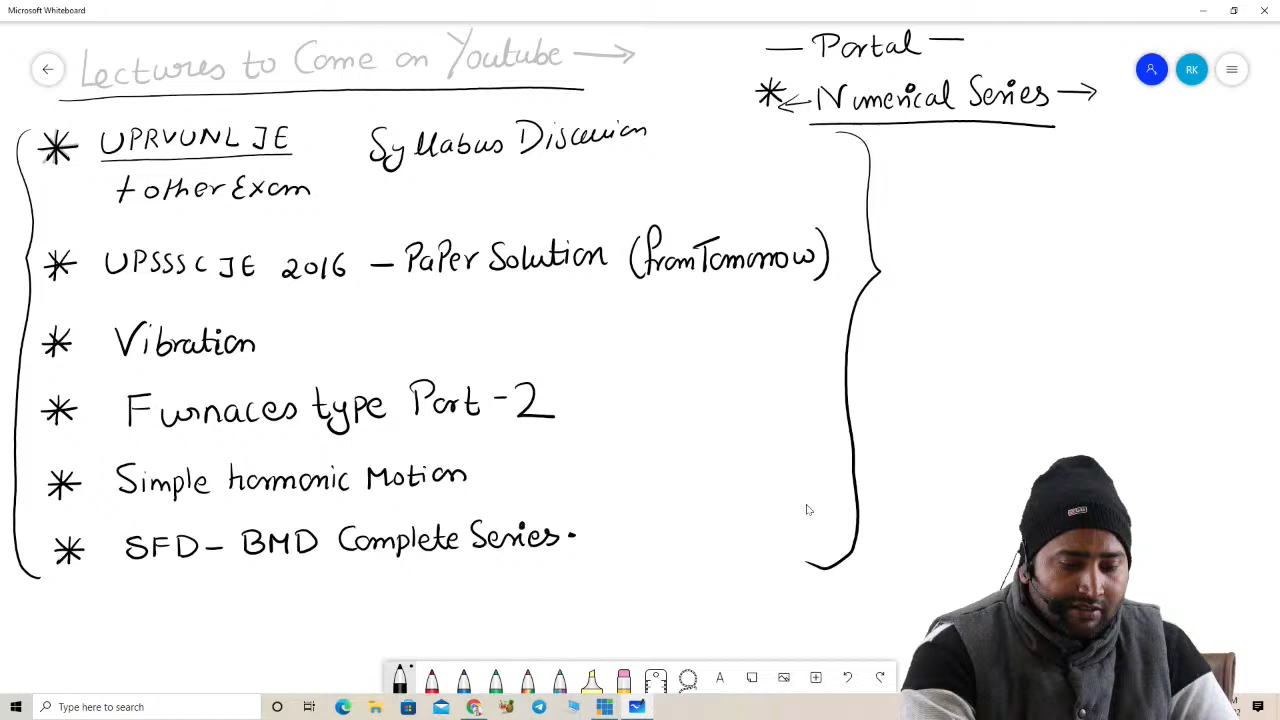 Microsoft Whiteboard
Lectures to Come on Youtube →
— Portal —
* ← Numerical Series →
RK
* UPRVUNL JE Syllabus Discussion
+ other Exam
* UPSSSC JE 2016 – Paper Solution (from Tomorrow)
* Vibration
* Furnaces type Part - 2
* Simple harmonic Motion
* SFD – BMD Complete Series.
A
Type here to search